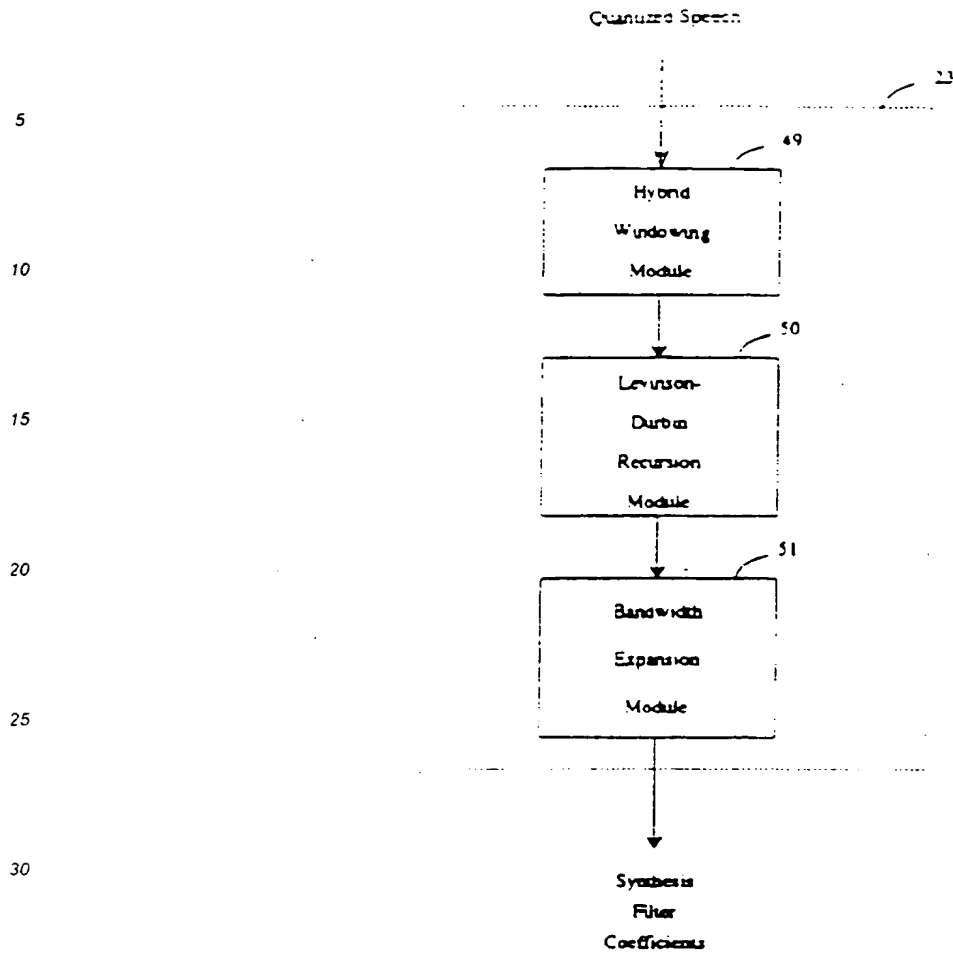 Quantized Speech
23
5
49
Hybrid
Windowing
Module
10
50
Levinson-
Durbin
Recursion
Module
15
20
51
Bandwidth
Expansion
Module
25
30
Synthesis
Filter
Coefficients